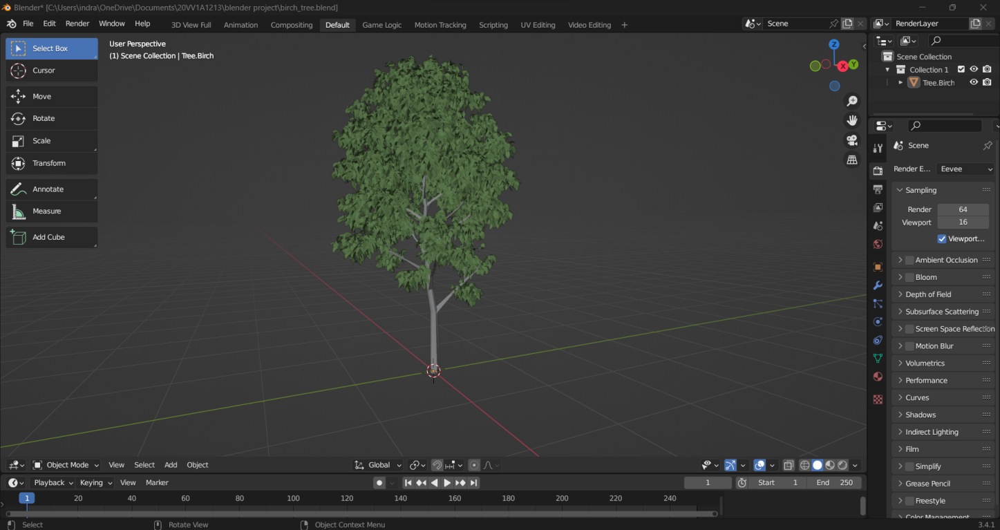 Blender* [C:\Users\indra\OneDrive\Documents\20VV1A1213\blender project\birch_tree.blend]
File Edit Render Window Help 3D View Full Animation Compositing Default Game Logic Motion Tracking Scripting UV Editing Video Editing + Scene RenderLayer
Select Box
Cursor
Move
Rotate
Scale
Transform
Annotate
Measure
Add Cube
User Perspective
(1) Scene Collection | Tree.Birch
Z
X
Y
Scene Collection
Collection 1
Tree.Birch
Scene
Render E... Eevee
Sampling
Render 64
Viewport 16
Viewport...
Ambient Occlusion
Bloom
Depth of Field
Subsurface Scattering
Screen Space Reflection
Motion Blur
Volumetrics
Performance
Curves
Shadows
Indirect Lighting
Film
Simplify
Grease Pencil
Freestyle
Color Management
Object Mode View Select Add Object Global
Playback Keying View Marker 1 Start 1 End 250
1 20 40 60 80 100 120 140 160 180 200 220 240
Select Rotate View Object Context Menu 3.4.1